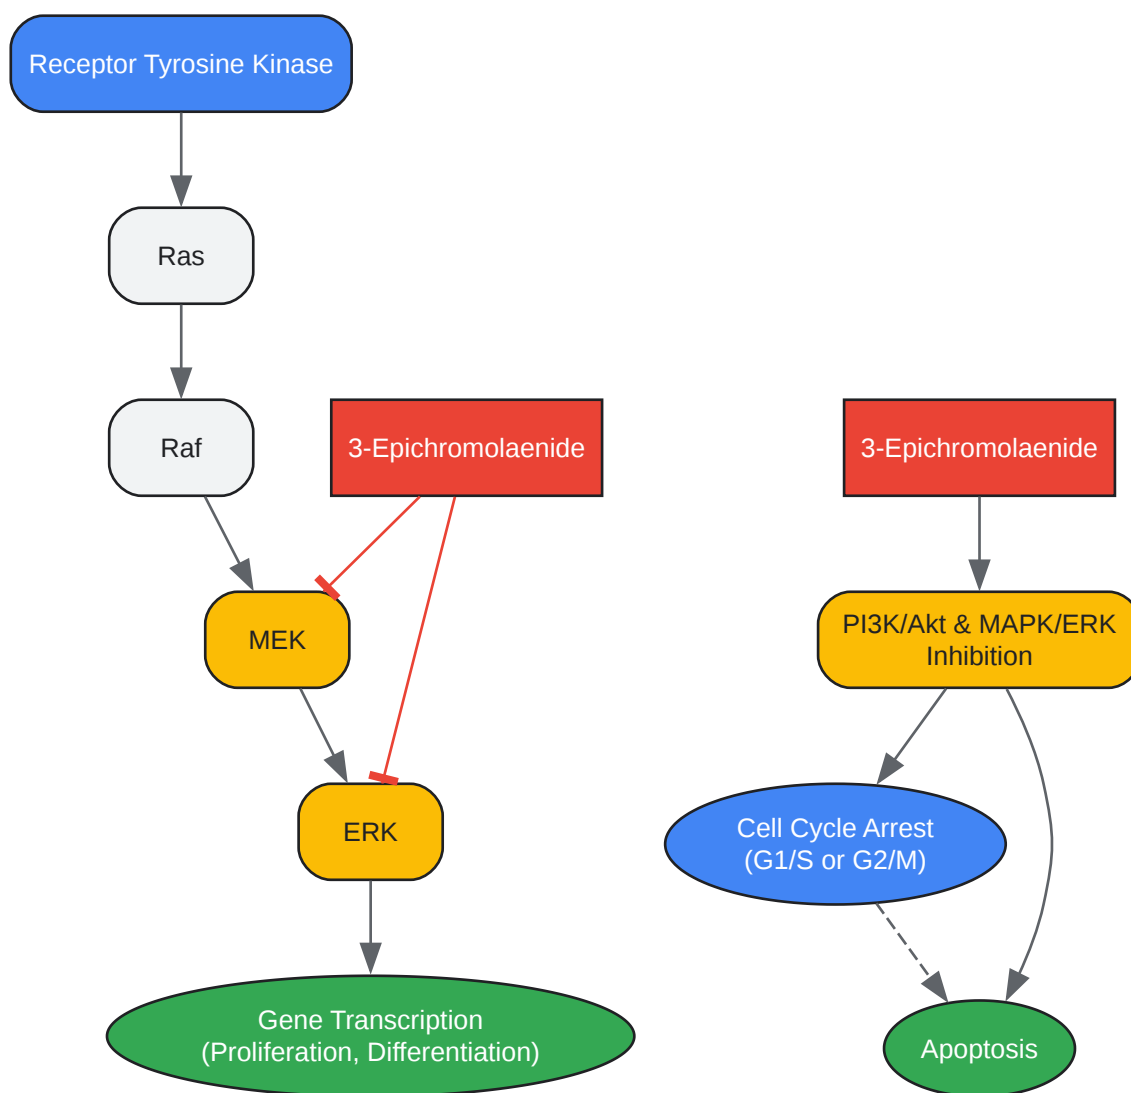 Receptor Tyrosine Kinase
Ras
Raf
3-Epichromolaenide
3-Epichromolaenide
MEK
PI3K/Akt & MAPK/ERK
Inhibition
ERK
Cell Cycle Arrest
(G1/S or G2/M)
Gene Transcription
(Proliferation, Differentiation)
Apoptosis